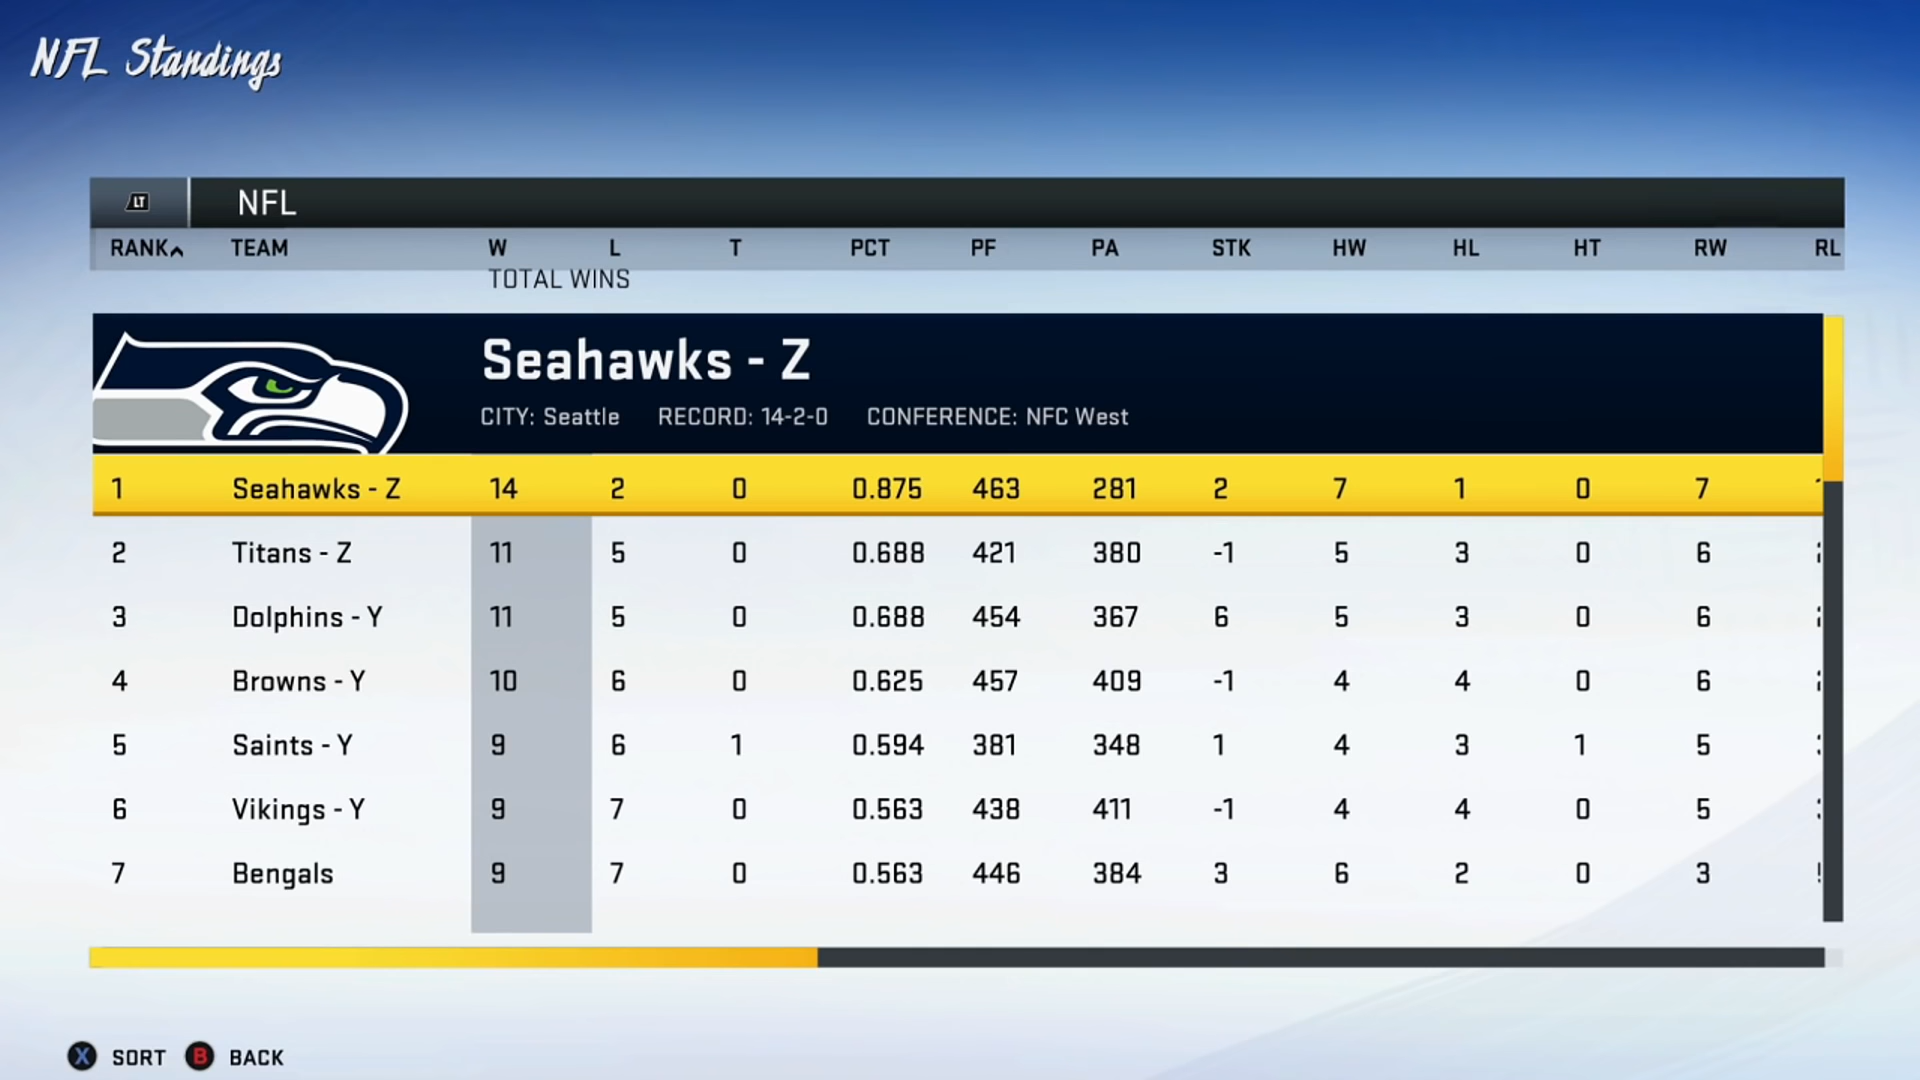 NFL Standings
LT NFL
RANK TEAM W L T PCT PF PA STK HW HL HT RW RL
TOTAL WINS
Seahawks - Z
CITY: Seattle RECORD: 14-2-0 CONFERENCE: NFC West
1 Seahawks - Z 14 2 0 0.875 463 281 2 7 1 0 7
2 Titans - Z 11 5 0 0.688 421 380 -1 5 3 0 6
3 Dolphins - Y 11 5 0 0.688 454 367 6 5 3 0 6
4 Browns - Y 10 6 0 0.625 457 409 -1 4 4 0 6
5 Saints - Y 9 6 1 0.594 381 348 1 4 3 1 5
6 Vikings - Y 9 7 0 0.563 438 411 -1 4 4 0 5
7 Bengals 9 7 0 0.563 446 384 3 6 2 0 3
X SORT B BACK